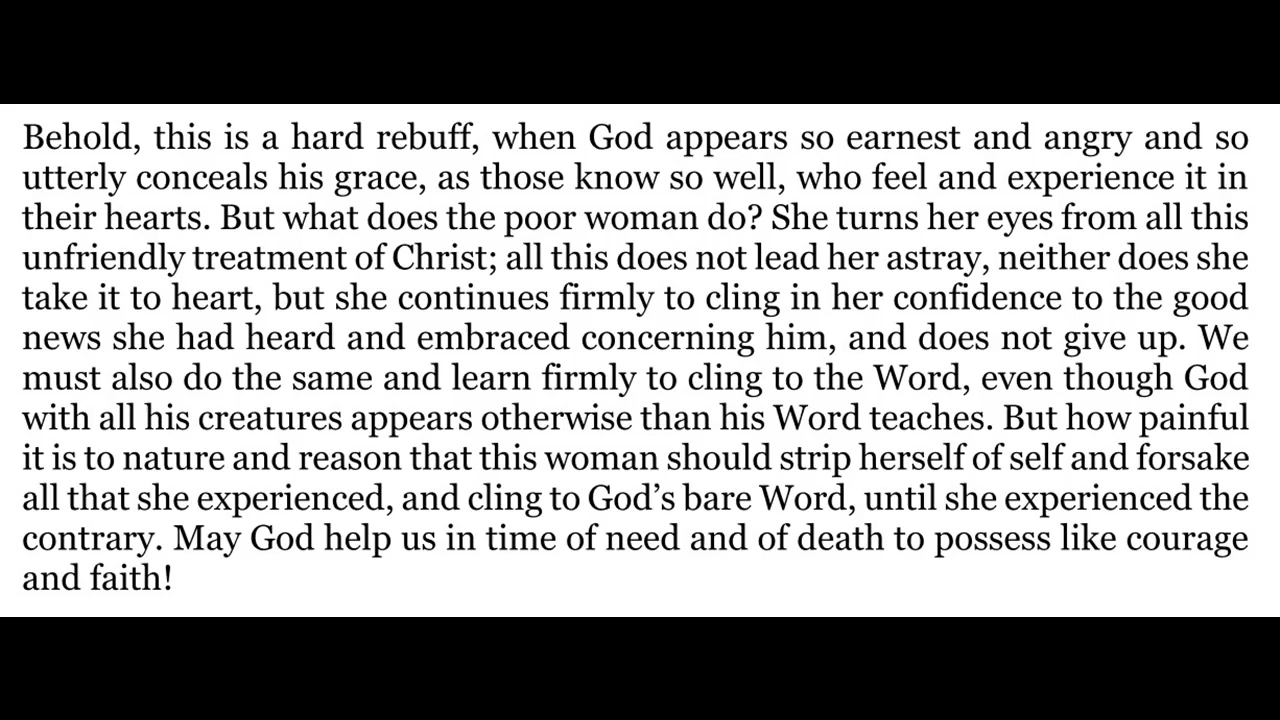 Behold, this is a hard rebuff, when God appears so earnest and angry and so
utterly conceals his grace, as those know so well, who feel and experience it in
their hearts. But what does the poor woman do? She turns her eyes from all this
unfriendly treatment of Christ; all this does not lead her astray, neither does she
take it to heart, but she continues firmly to cling in her confidence to the good
news she had heard and embraced concerning him, and does not give up. We
must also do the same and learn firmly to cling to the Word, even though God
with all his creatures appears otherwise than his Word teaches. But how painful
it is to nature and reason that this woman should strip herself of self and forsake
all that she experienced, and cling to God’s bare Word, until she experienced the
contrary. May God help us in time of need and of death to possess like courage
and faith!